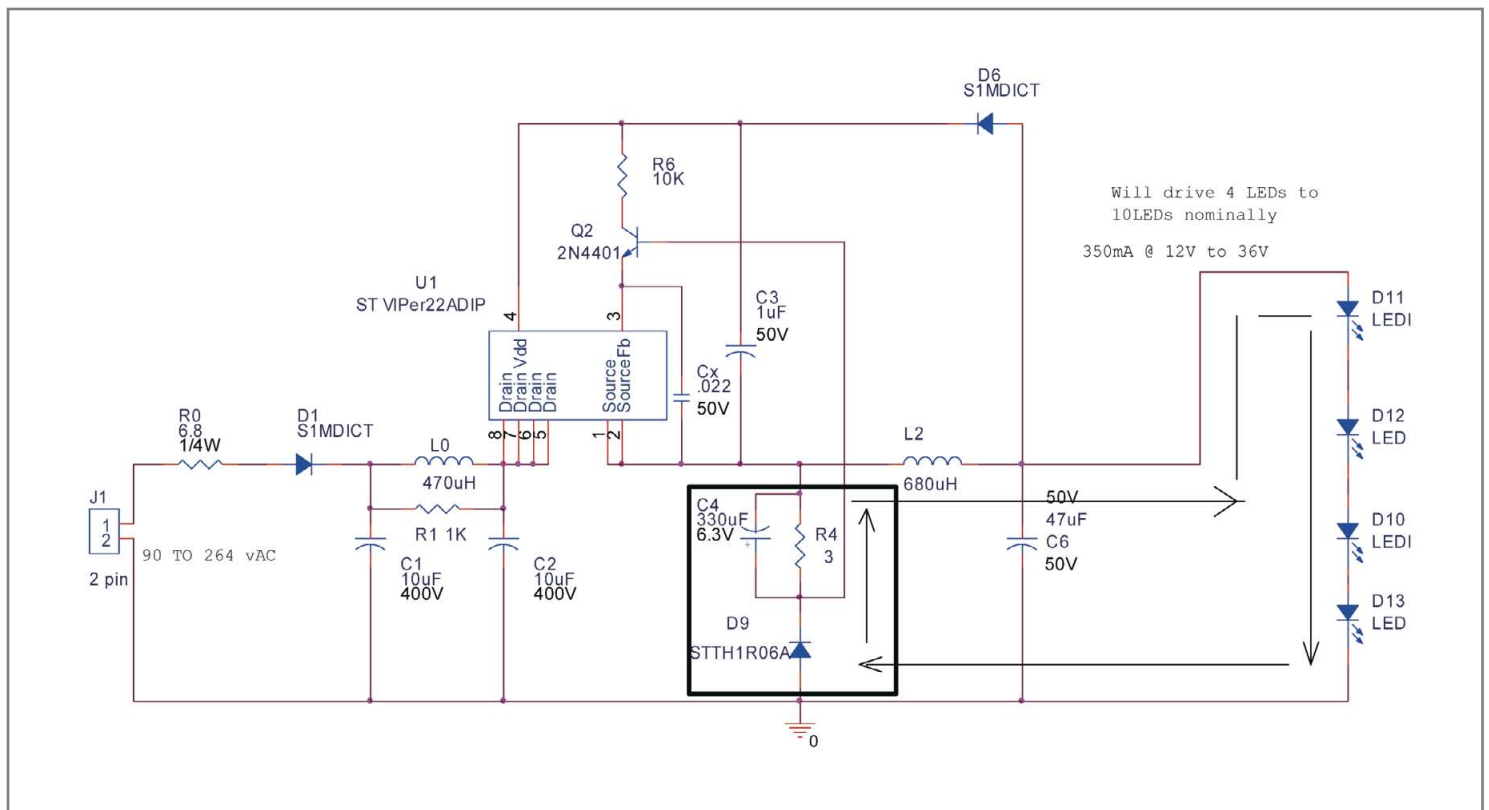 D6
S1MDICT
R6
10K
Will drive 4 LEDs to
10LEDs nominally
350mA @ 12V to 36V
Q2
2N4401
U1
ST VIPer22ADIP
4
3
Drain
Drain Vdd
Drain
Drain
Source
SourceFb
8
7
6
5
1
2
C3
1uF
50V
Cx
.022
50V
D11
LEDI
D12
LED
D10
LEDI
D13
LED
R0
6.8
1/4W
D1
S1MDICT
L0
470uH
R1 1K
L2
680uH
J1
1
2
2 pin
90 TO 264 vAC
C1
10uF
400V
C2
10uF
400V
C4
330uF
6.3V
+
R4
3
D9
STTH1R06A
50V
47uF
C6
50V
0